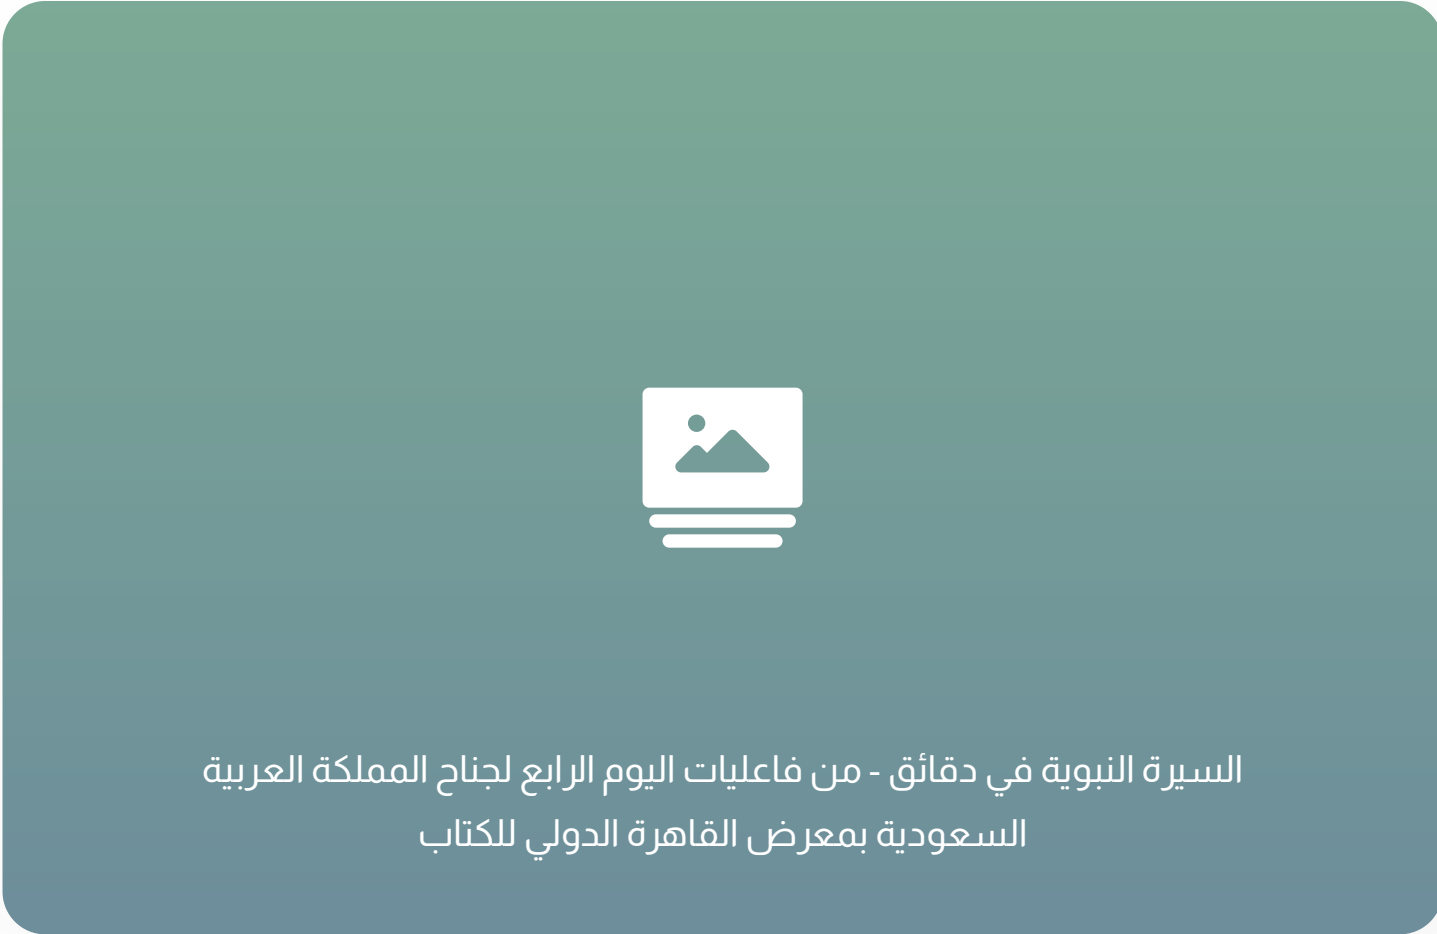 السيرة النبوية في دقائق - من فاعليات اليوم الرابع لجناح المملكة العربية
السعودية بمعرض القاهرة الدولي للكتاب